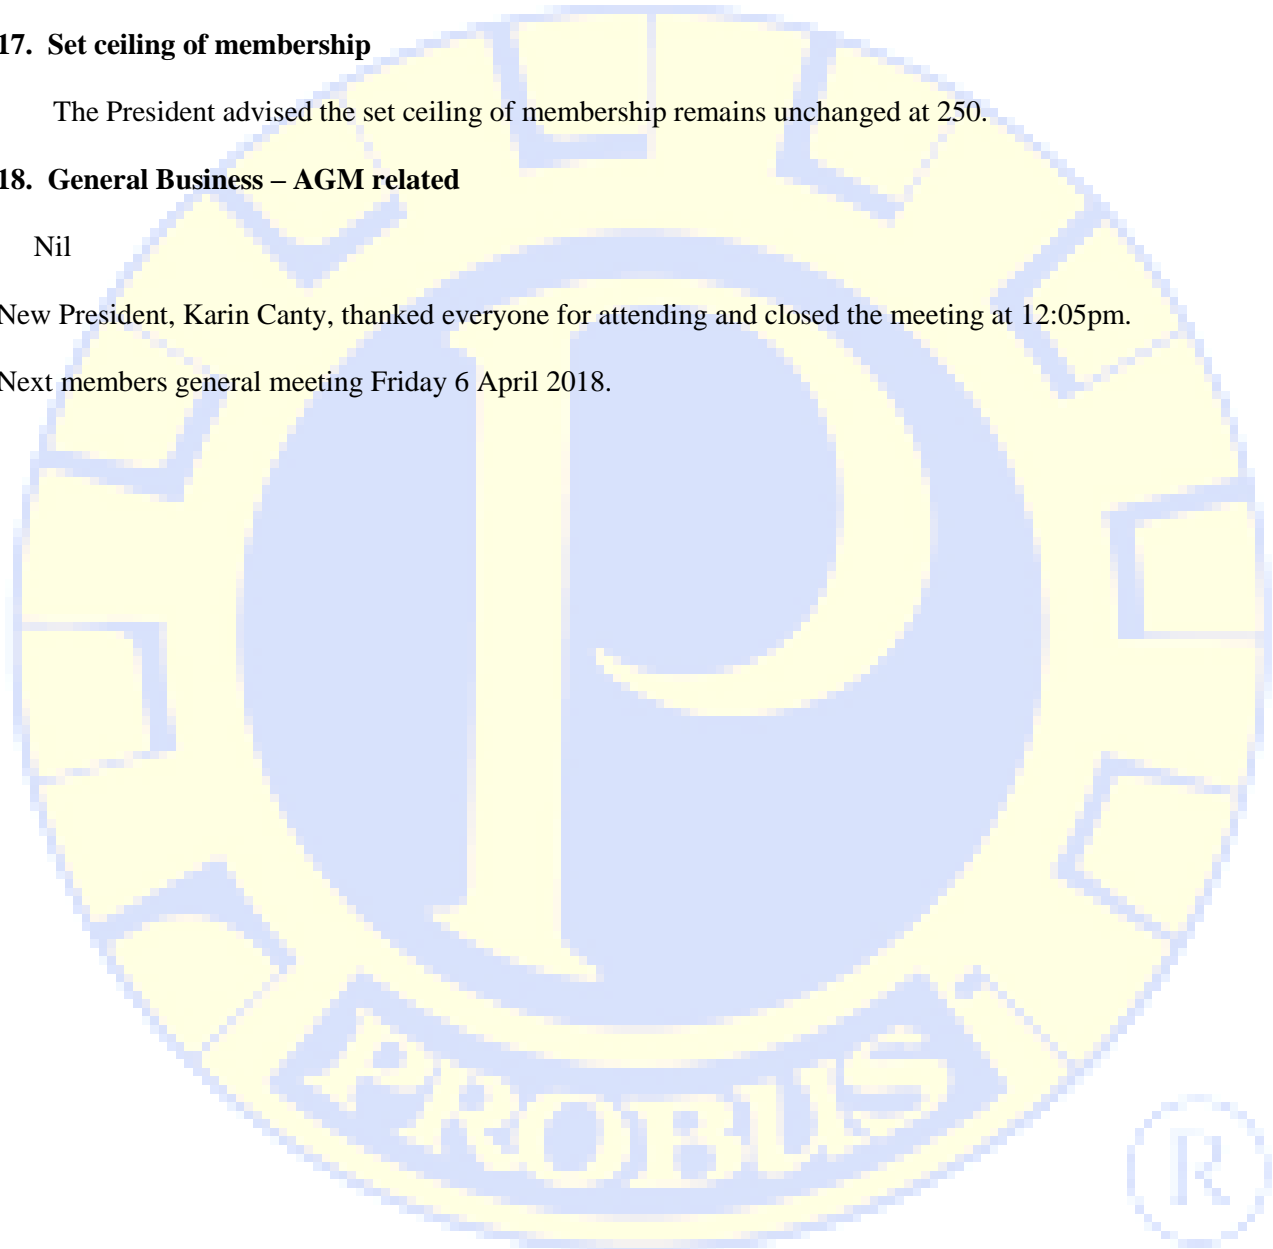 17. Set ceiling of membership
The President advised the set ceiling of membership remains unchanged at 250.
18. General Business – AGM related
Nil
New President, Karin Canty, thanked everyone for attending and closed the meeting at 12:05pm.
Next members general meeting Friday 6 April 2018.
P
PROBUS
®